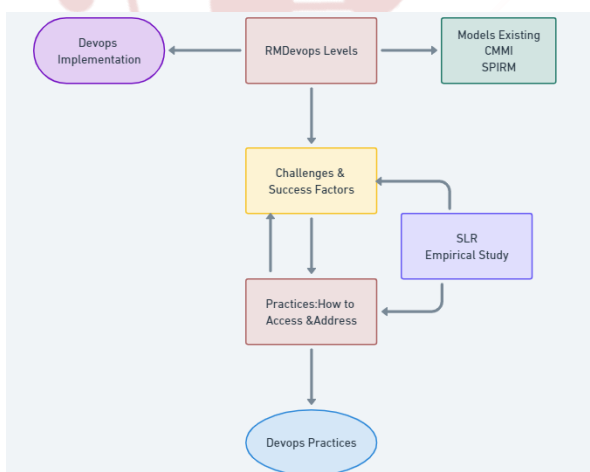 Devops
Implementation
RMDevops Levels
Models Existing
CMMI
SPIRM
Challenges &
Success Factors
SLR
Empirical Study
Practices:How to
Access &Address
Devops Practices